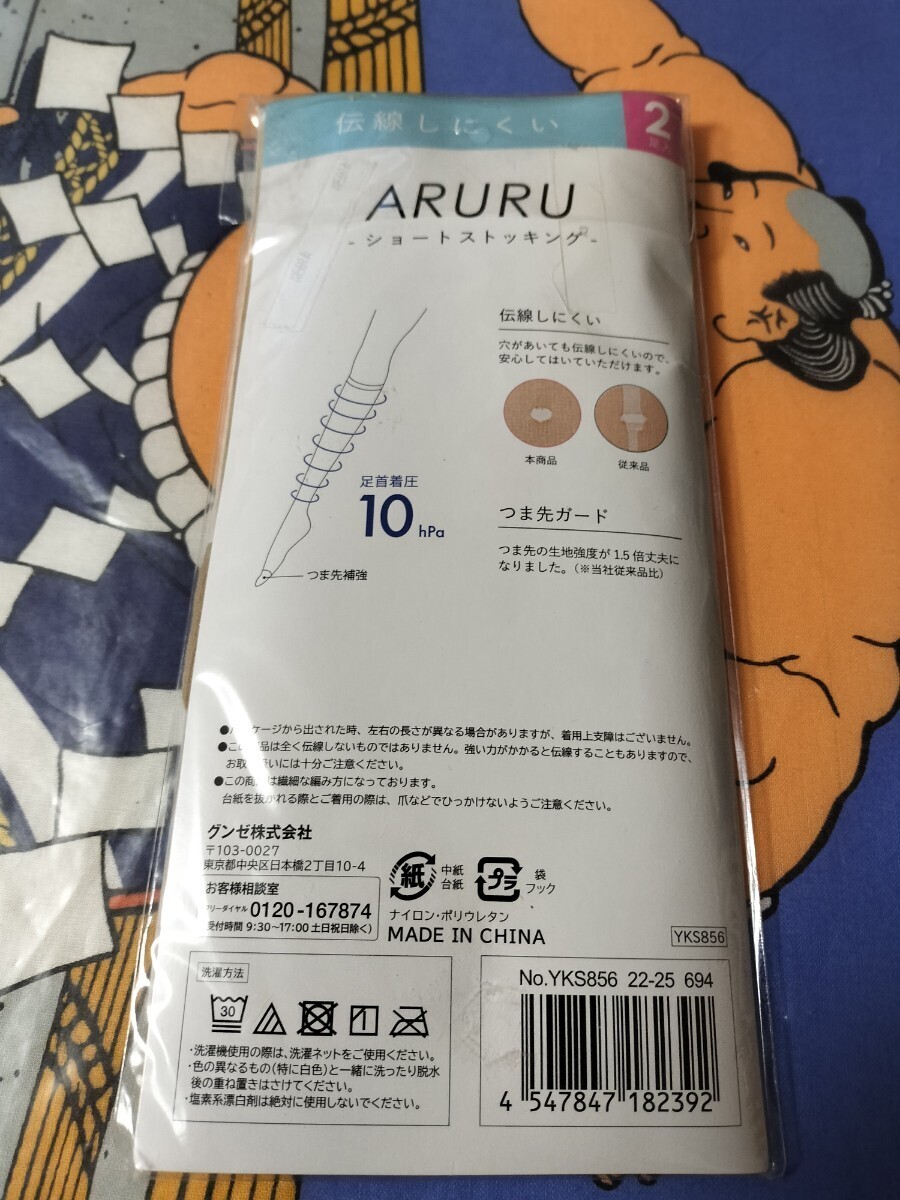 伝線しにくい
2
足入
ARURU
-ショートストッキング-
伝線しにくい
穴があいても伝線しにくいので、
安心してはいていただけます。
本商品
従来品
足首着圧
10 hPa
つま先補強
つま先ガード
つま先の生地強度が1.5倍丈夫に
なりました。(※当社従来品比)
●パッケージから出された時、左右の長さが異なる場合がありますが、着用上支障はございません。
●この商品は全く伝線しないものではありません。強い力がかかると伝線することもありますので、
お取り扱いには十分ご注意ください。
●この商品は繊細な編み方になっております。
台紙を抜かれる際とご着用の際は、爪などでひっかけないようご注意ください。
グンゼ株式会社
〒103-0027
東京都中央区日本橋2丁目10-4
お客様相談室
フリーダイヤル 0120-167874
(受付時間 9:30~17:00 土日祝日除く)
紙
中紙
台紙
プラ
袋
フック
ナイロン・ポリウレタン
MADE IN CHINA
YKS856
洗濯方法
30
・洗濯機使用の際は、洗濯ネットをご使用ください。
・色の異なるもの(特に白色)と一緒に洗ったり脱水
後の重ね置きはさけてください。
・塩素系漂白剤は絶対に使用しないでください。
No.YKS856 22-25 694
4 547847 182392